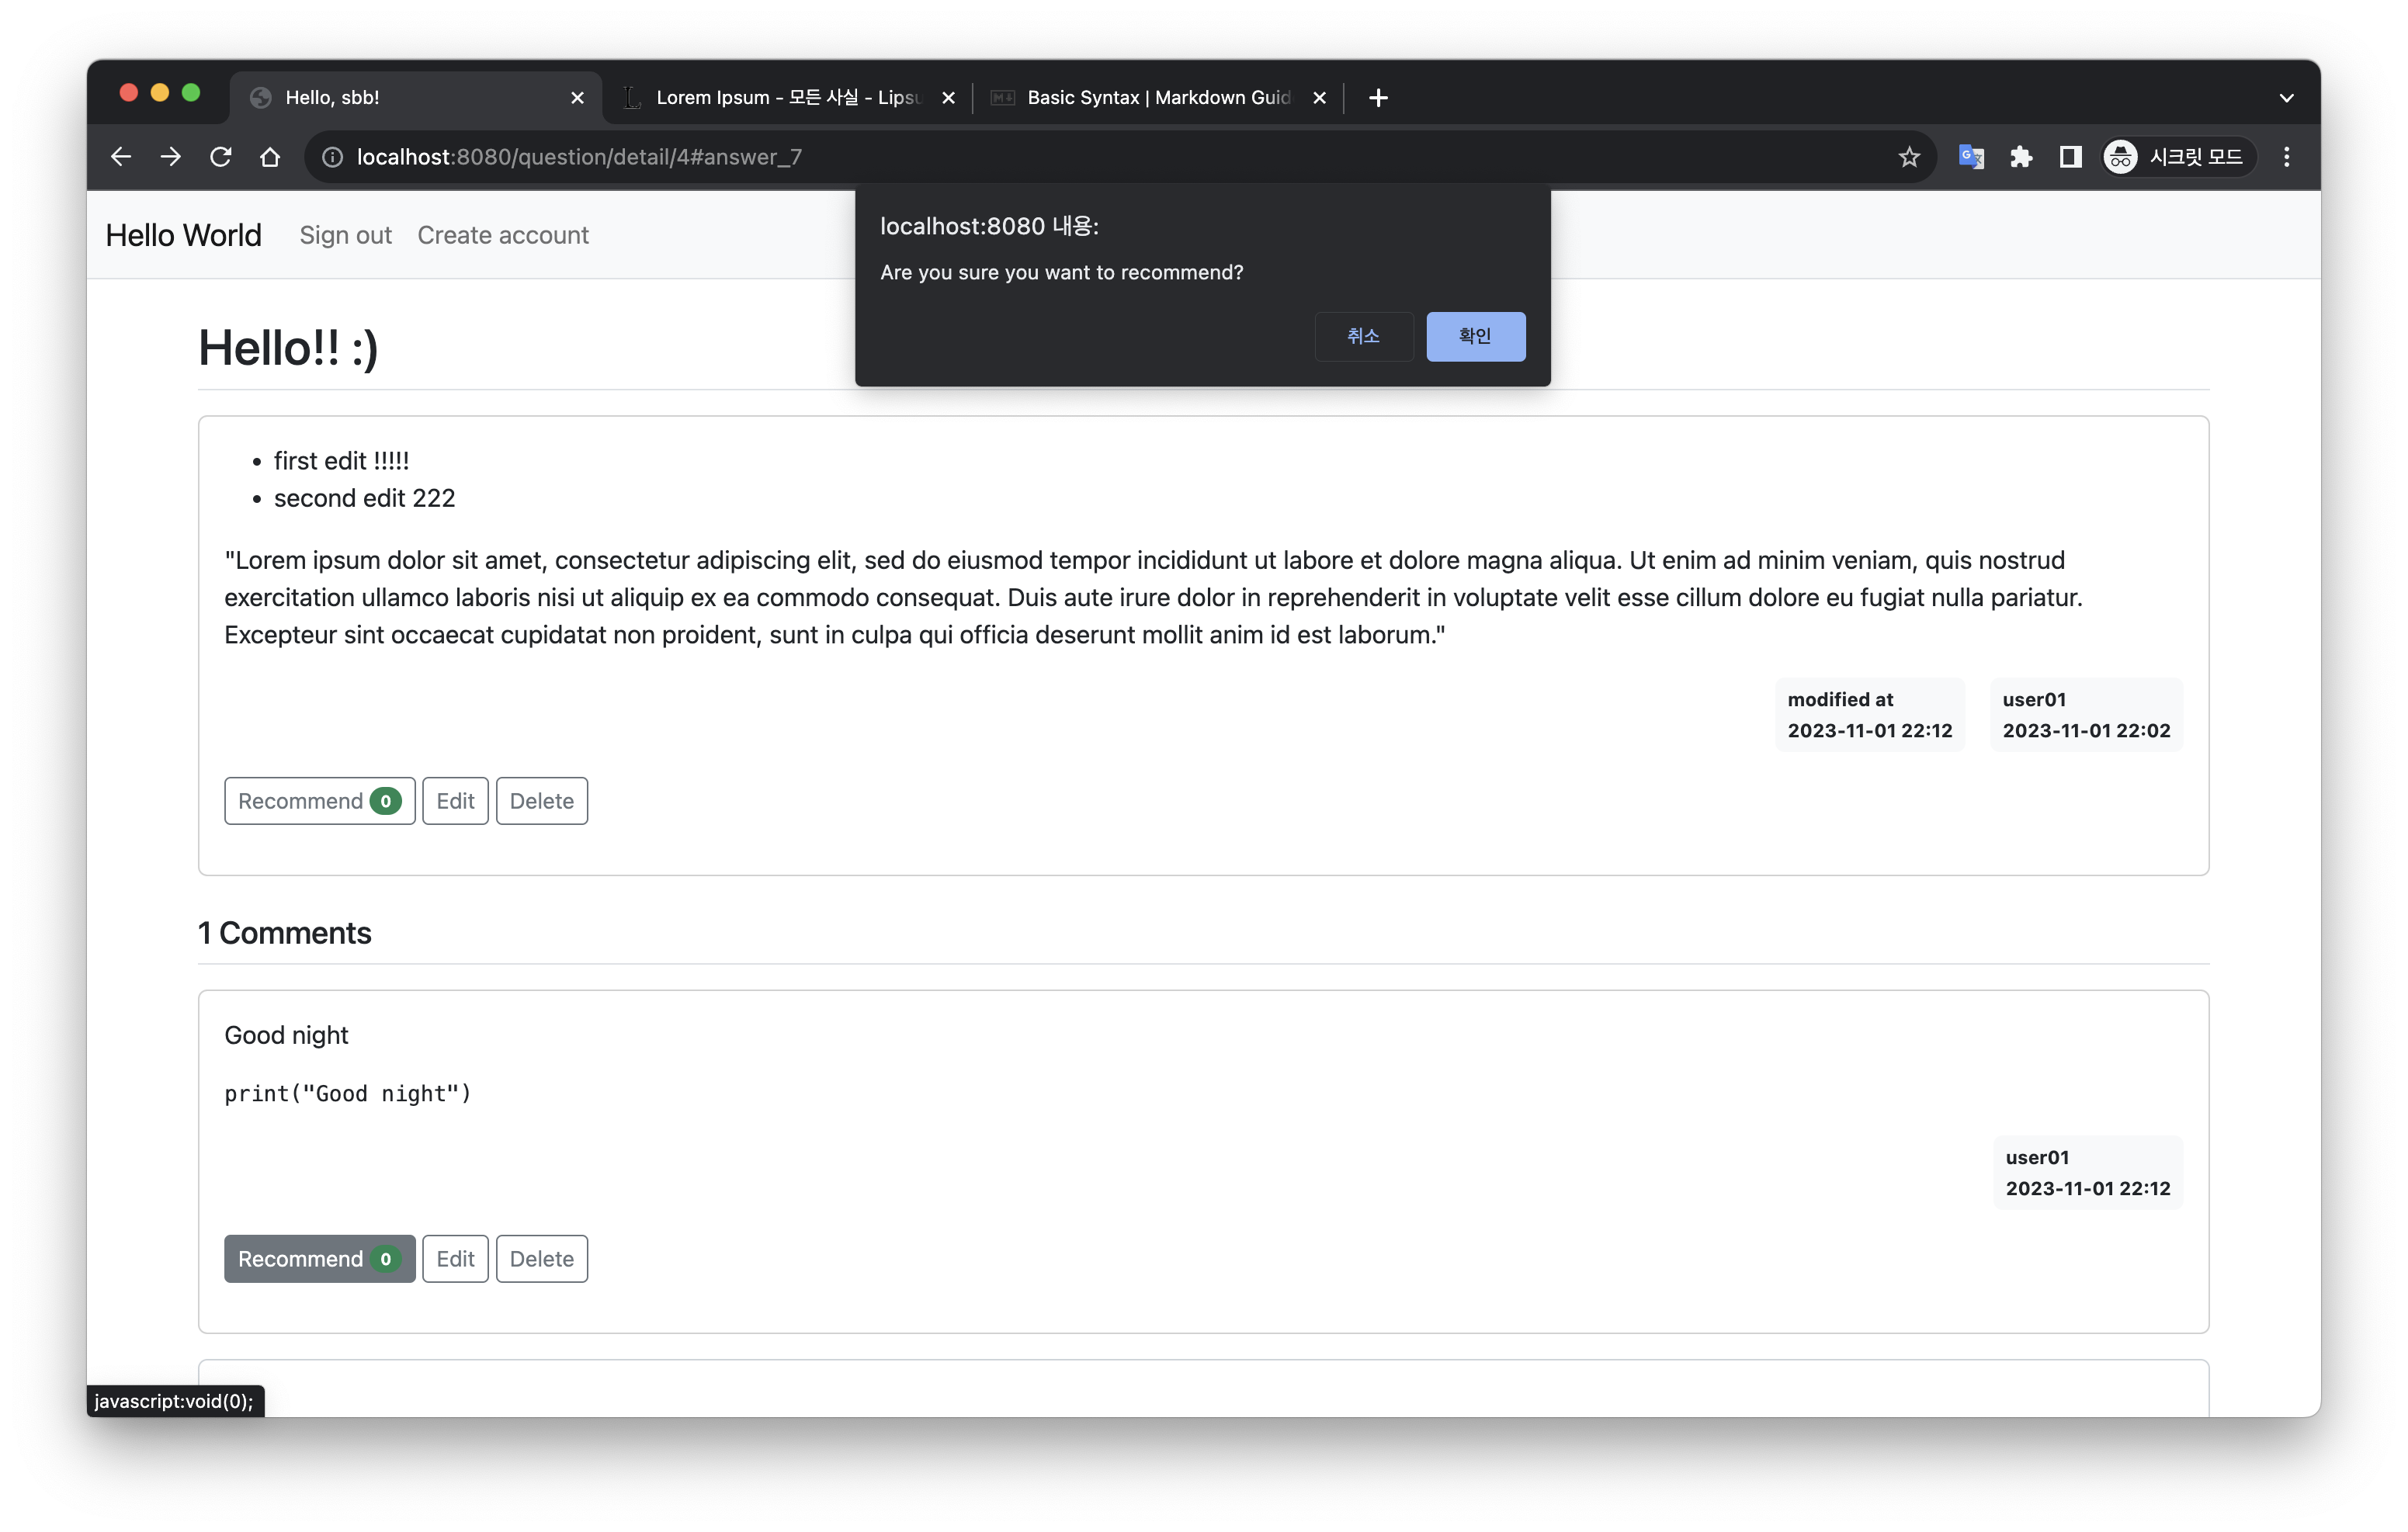 Hello, sbb!
Lorem Ipsum - 모든 사실 - Lipsu
Basic Syntax | Markdown Guid
localhost:8080/question/detail/4#answer_7
시크릿 모드
Hello World
Sign out
Create account
localhost:8080 내용:
Are you sure you want to recommend?
취소
확인
Hello!! :)
• first edit !!!!!
• second edit 222
"Lorem ipsum dolor sit amet, consectetur adipiscing elit, sed do eiusmod tempor incididunt ut labore et dolore magna aliqua. Ut enim ad minim veniam, quis nostrud
exercitation ullamco laboris nisi ut aliquip ex ea commodo consequat. Duis aute irure dolor in reprehenderit in voluptate velit esse cillum dolore eu fugiat nulla pariatur.
Excepteur sint occaecat cupidatat non proident, sunt in culpa qui officia deserunt mollit anim id est laborum."
modified at
2023-11-01 22:12
user01
2023-11-01 22:02
Recommend 0
Edit
Delete
1 Comments
Good night
print("Good night")
user01
2023-11-01 22:12
Recommend 0
Edit
Delete
javascript:void(0);